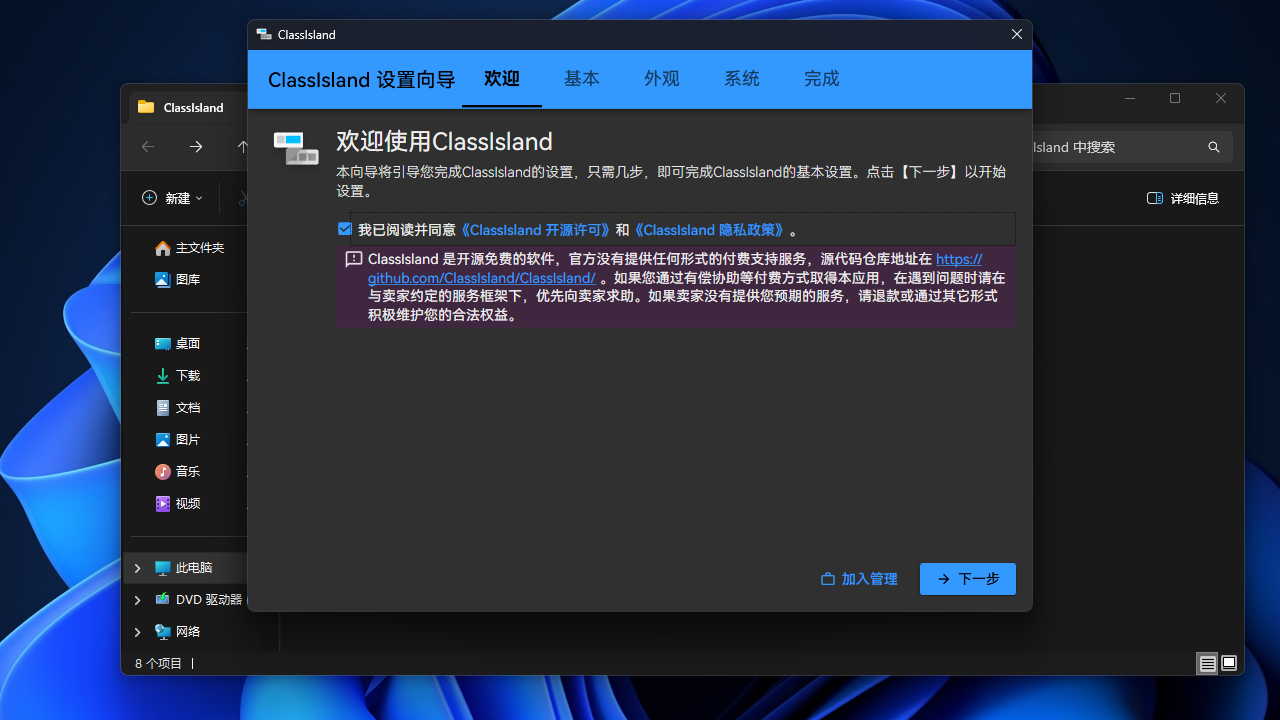 ClassIsland
ClassIsland 设置向导
欢迎
基本
外观
系统
完成
欢迎使用ClassIsland
本向导将引导您完成ClassIsland的设置，只需几步，即可完成ClassIsland的基本设置。点击【下一步】以开始
设置。
我已阅读并同意《ClassIsland 开源许可》和《ClassIsland 隐私政策》。
ClassIsland 是开源免费的软件，官方没有提供任何形式的付费支持服务，源代码仓库地址在 https://
github.com/ClassIsland/ClassIsland/ 。如果您通过有偿协助等付费方式取得本应用，在遇到问题时请在
与卖家约定的服务框架下，优先向卖家求助。如果卖家没有提供您预期的服务，请退款或通过其它形式
积极维护您的合法权益。
加入管理
下一步
ClassIsland
Island 中搜索
新建
详细信息
主文件夹
图库
桌面
下载
文档
图片
音乐
视频
此电脑
DVD 驱动器
网络
8 个项目